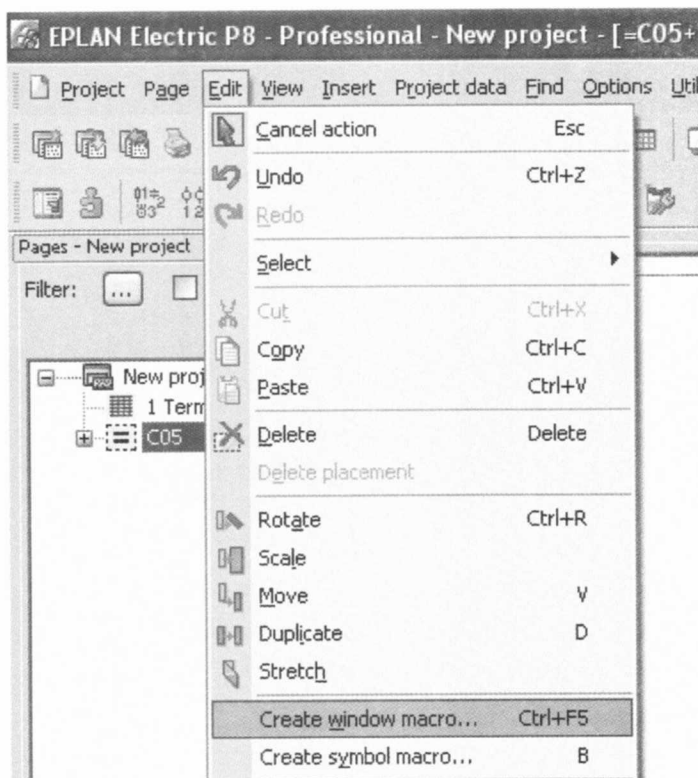 EPLAN Electric P8 - Professional - New project - [=C05+
Project Page Edit View Insert Project data Find Options Util
Cancel action Esc
Undo Ctrl+Z
Redo
Select
Cut Ctrl+X
Copy Ctrl+C
Paste Ctrl+V
Delete Delete
Delete placement
Rotate Ctrl+R
Scale
Move V
Duplicate D
Stretch
Create window macro... Ctrl+F5
Create symbol macro... B
Pages - New project
Filter: ...
New proj
1 Term
C05